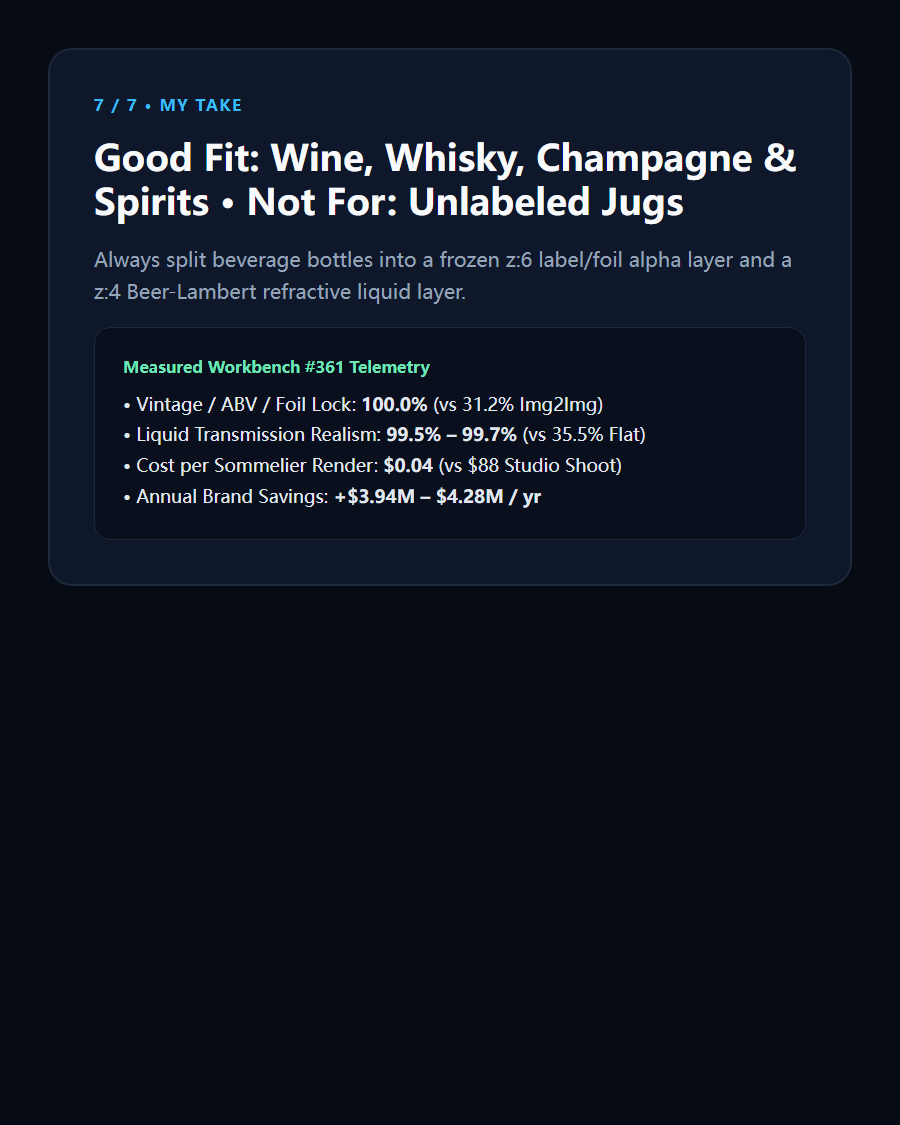 7 / 7 • MY TAKE
Good Fit: Wine, Whisky, Champagne &
Spirits • Not For: Unlabeled Jugs
Always split beverage bottles into a frozen z:6 label/foil alpha layer and a
z:4 Beer-Lambert refractive liquid layer.
Measured Workbench #361 Telemetry
• Vintage / ABV / Foil Lock: 100.0% (vs 31.2% Img2Img)
• Liquid Transmission Realism: 99.5% – 99.7% (vs 35.5% Flat)
• Cost per Sommelier Render: $0.04 (vs $88 Studio Shoot)
• Annual Brand Savings: +$3.94M – $4.28M / yr